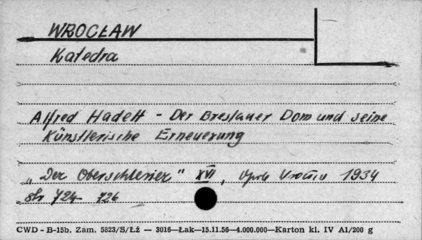 WROCŁAW
Katedra
Alfred Hadelt - Der Breslauer Dom und seine
Künstlerische Erneuerung
"Der Oberschlesier" XVI, 1934
str 724 - 726
CWD - B-15b. Zam. 5823/S/Łż — 3016—Łak—15.11.56—4.000.000—Karton kl. IV A1/200 g